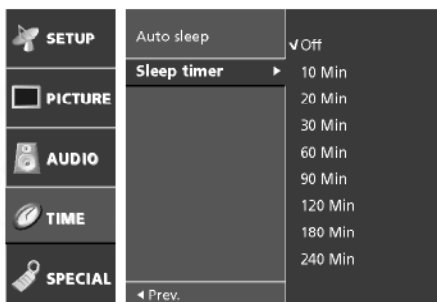 SETUP
PICTURE
AUDIO
TIME
SPECIAL
Auto sleep
Sleep timer ▶
◀ Prev.
✓Off
10 Min
20 Min
30 Min
60 Min
90 Min
120 Min
180 Min
240 Min